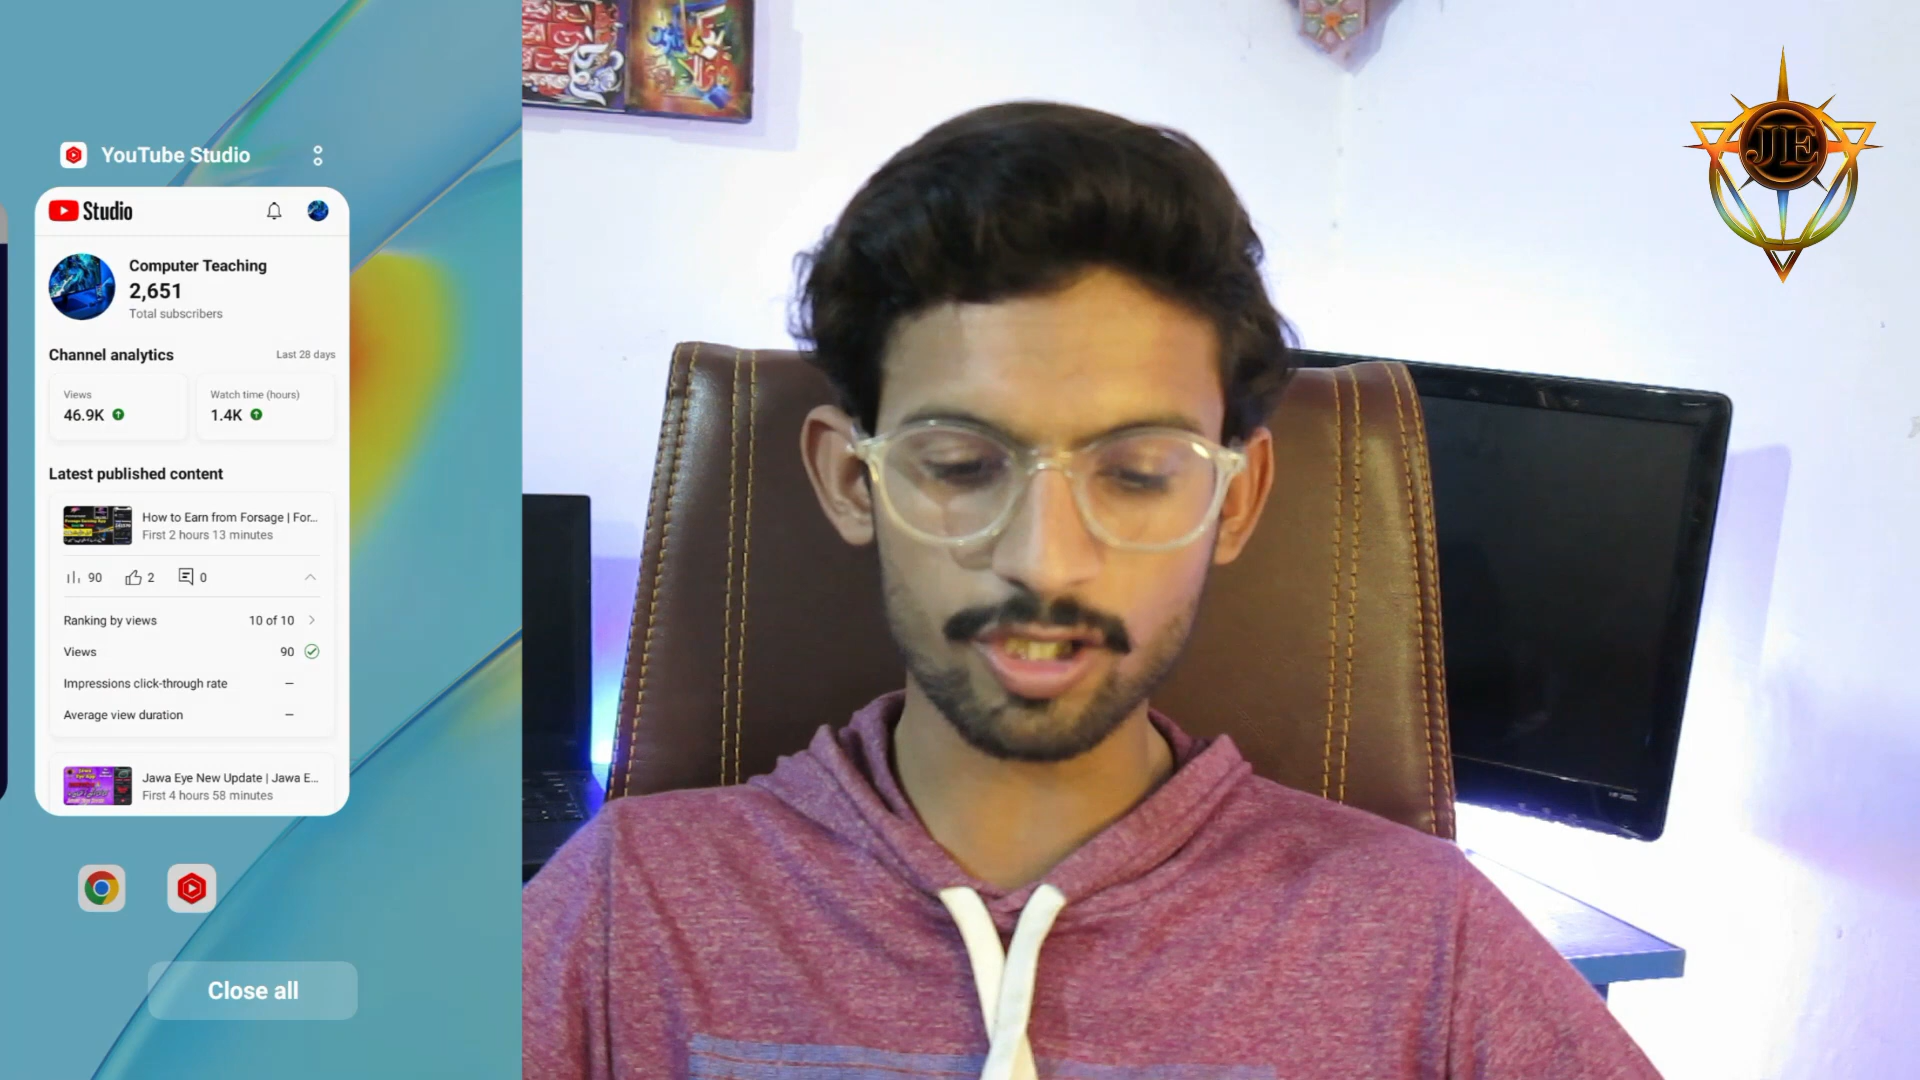 YouTube Studio
Studio
Computer Teaching
2,651
Total subscribers
Channel analytics
Last 28 days
Views
46.9K
Watch time (hours)
1.4K
Latest published content
How to Earn from Forsage | For...
First 2 hours 13 minutes
90
2
0
Ranking by views
10 of 10
Views
90
Impressions click-through rate
–
Average view duration
–
Jawa Eye New Update | Jawa E...
First 4 hours 58 minutes
Close all
JE